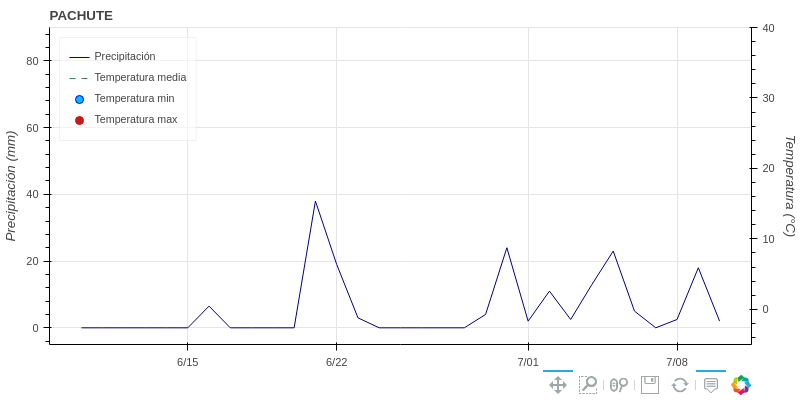 PACHUTE
Precipitación
Temperatura media
Temperatura min
Temperatura max
Precipitación (mm)
80
60
40
20
0
Temperatura (°C)
40
30
20
10
0
6/15
6/22
7/01
7/08